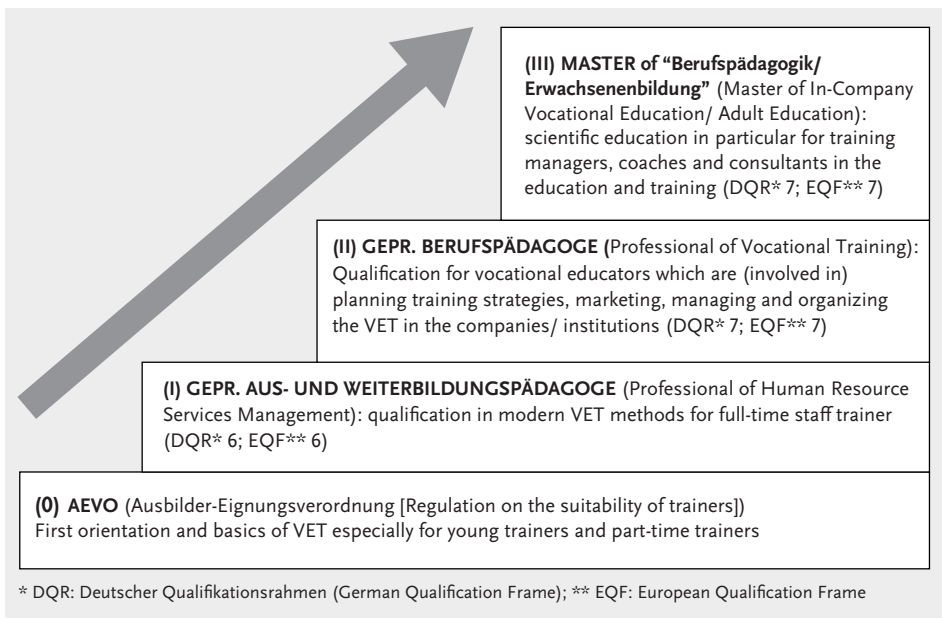 (III) MASTER of “Berufspädagogik/
Erwachsenenbildung” (Master of In-Company
Vocational Education/ Adult Education):
scientific education in particular for training
managers, coaches and consultants in the
education and training (DQR* 7; EQF** 7)
(II) GEPR. BERUFSPÄDAGOGE (Professional of Vocational Training):
Qualification for vocational educators which are (involved in)
planning training strategies, marketing, managing and organizing
the VET in the companies/ institutions (DQR* 7; EQF** 7)
(I) GEPR. AUS- UND WEITERBILDUNGSPÄDAGOGE (Professional of Human Resource
Services Management): qualification in modern VET methods for full-time staff trainer
(DQR* 6; EQF** 6)
(0) AEVO (Ausbilder-Eignungsverordnung [Regulation on the suitability of trainers])
First orientation and basics of VET especially for young trainers and part-time trainers
* DQR: Deutscher Qualifikationsrahmen (German Qualification Frame); ** EQF: European Qualification Frame